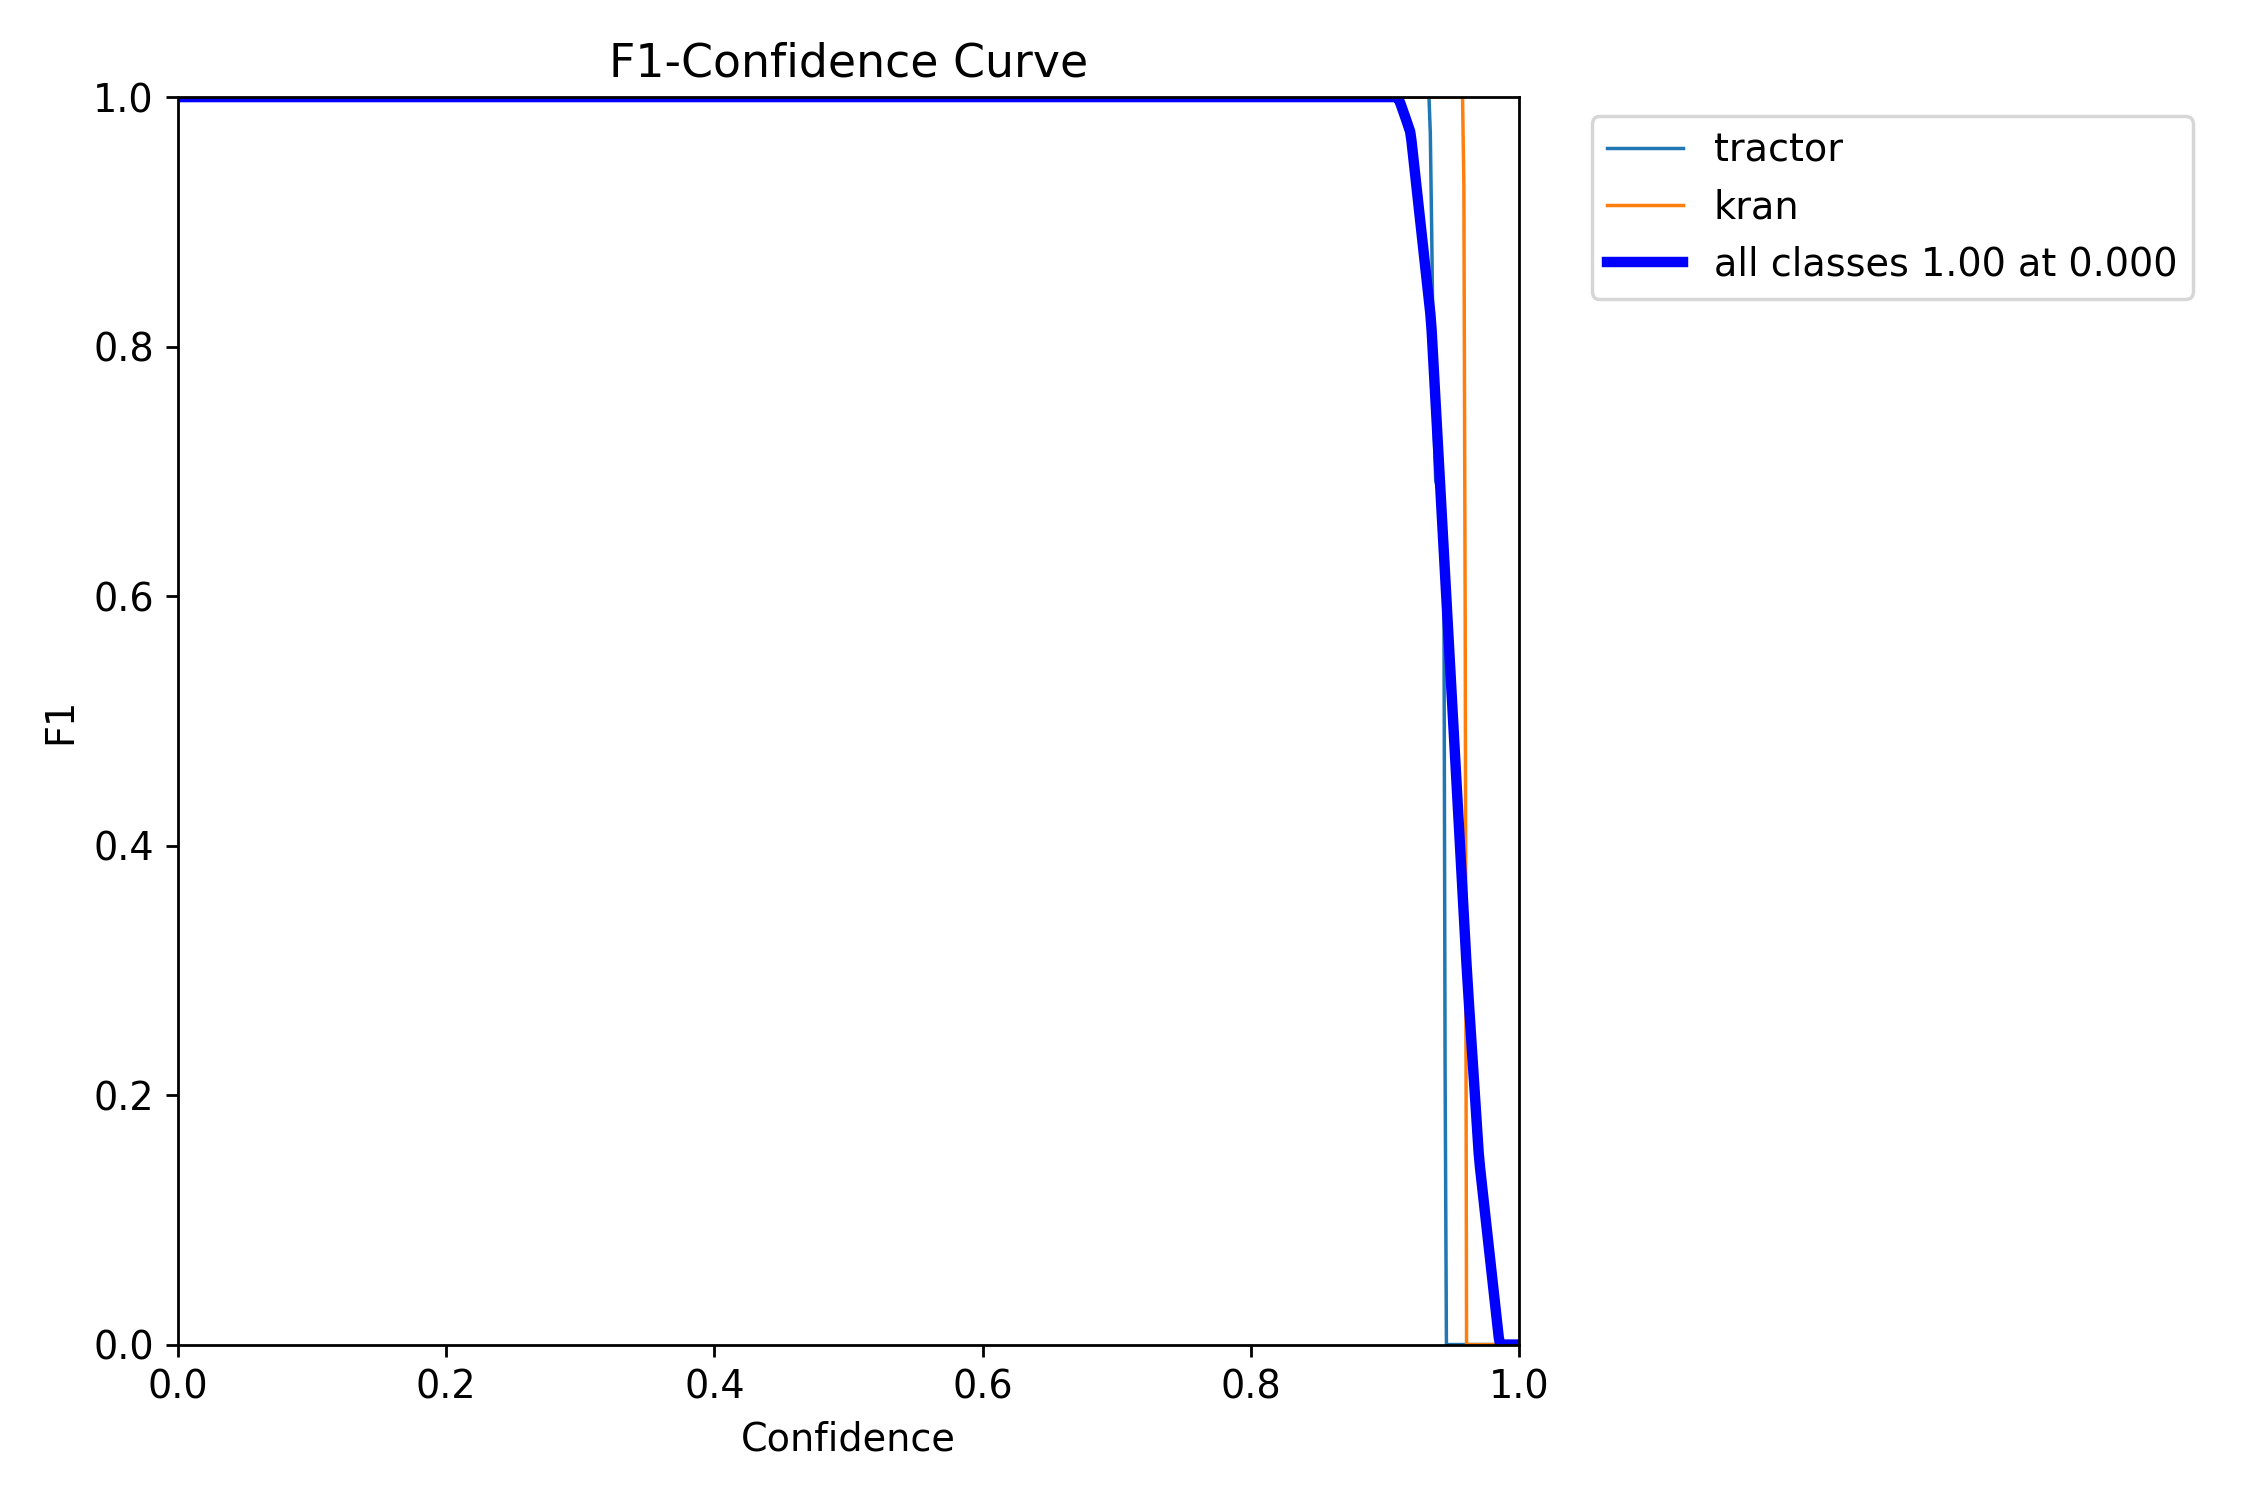 F1-Confidence Curve
1.0
0.8
0.6
0.4
0.2
0.0
F1
0.0 0.2 0.4 0.6 0.8 1.0
Confidence
tractor
kran
all classes 1.00 at 0.000